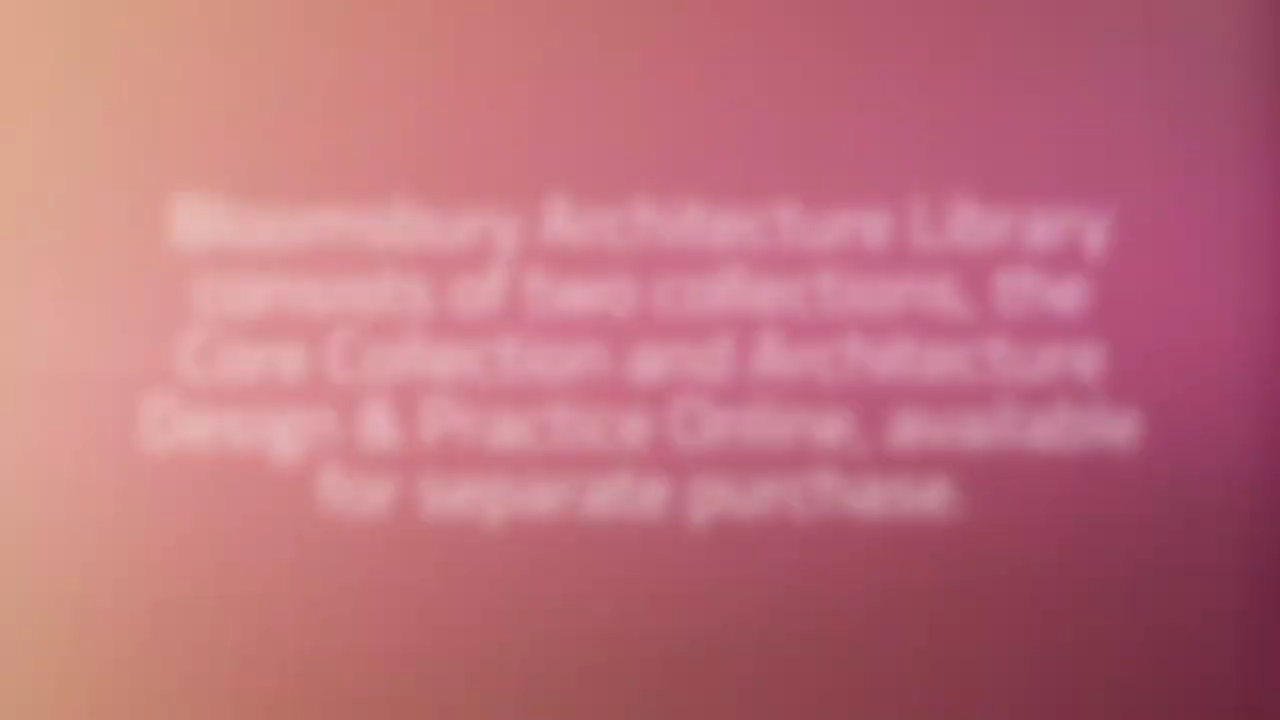 Bloomsbury Architecture Library
consists of two collections, the
Core Collection and Architecture
Design & Practice Online, available
for separate purchase.